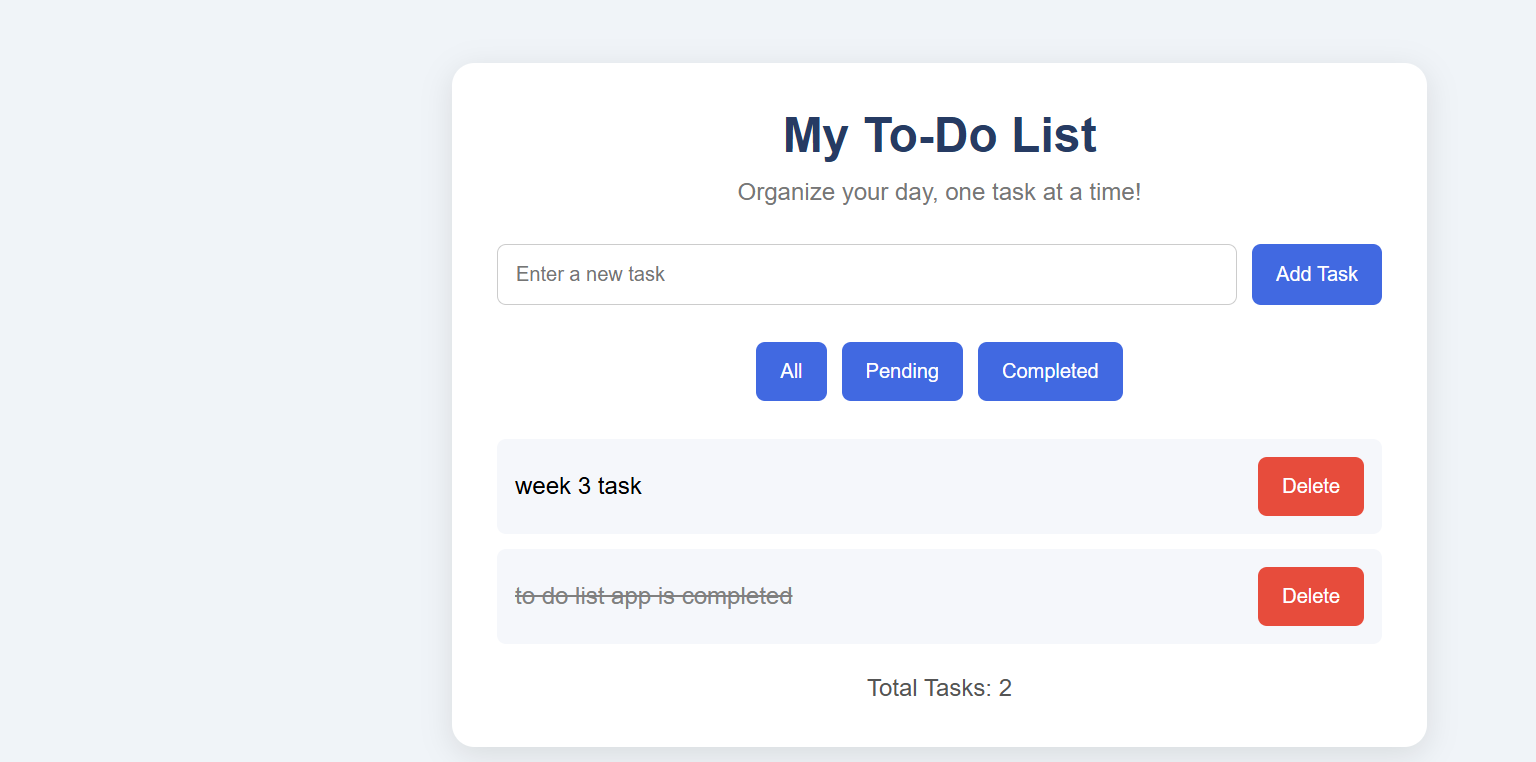 My To-Do List
Organize your day, one task at a time!
Enter a new task
Add Task
All
Pending
Completed
week 3 task
Delete
to do list app is completed
Delete
Total Tasks: 2